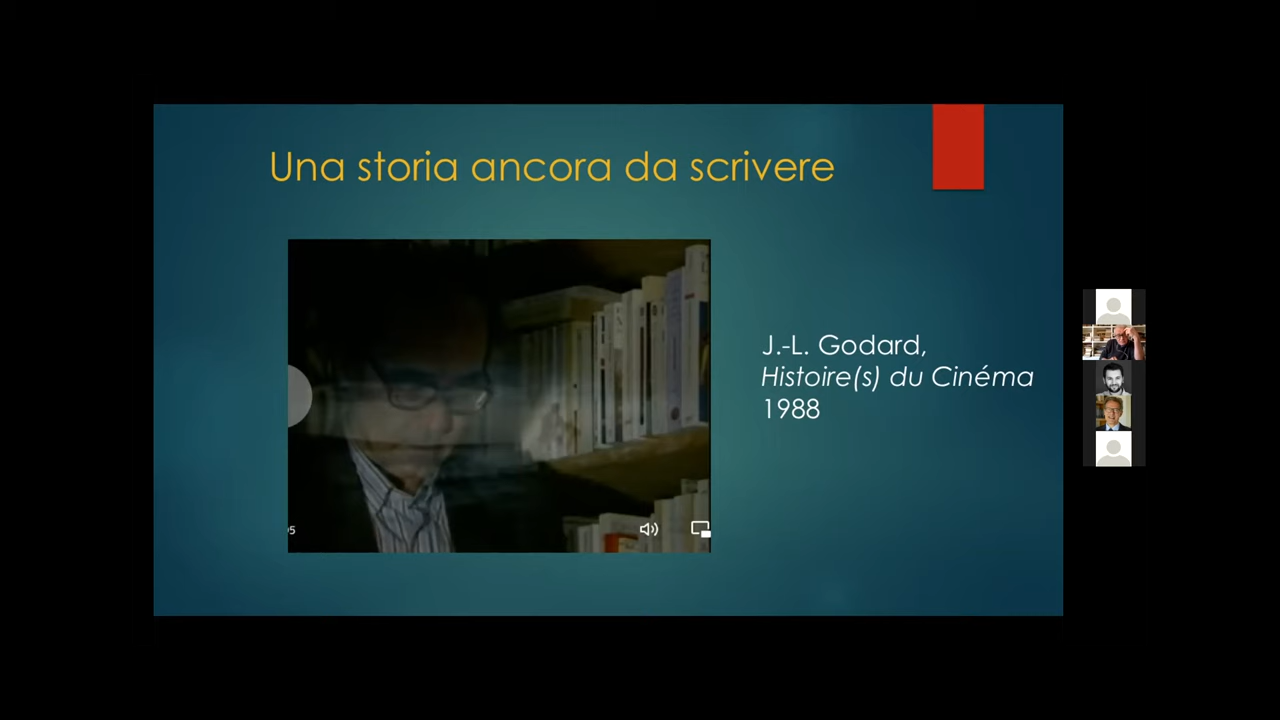 Una storia ancora da scrivere
J.-L. Godard,
Histoire(s) du Cinéma
1988